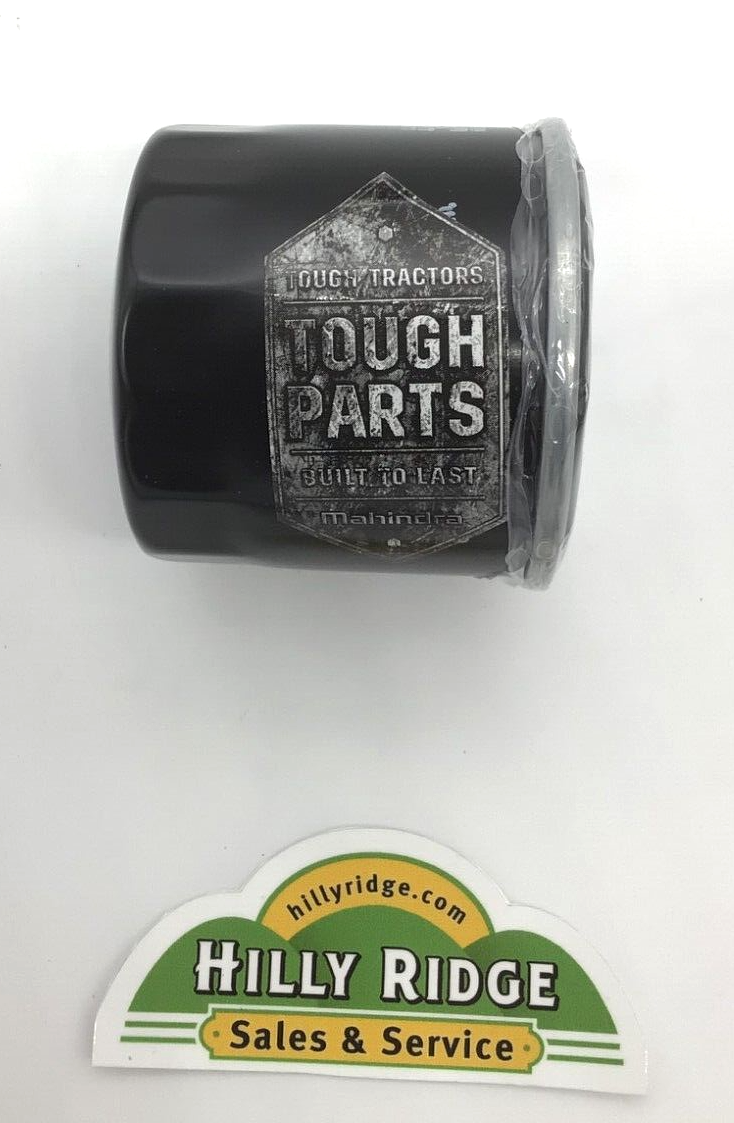 TOUGH TRACTORS
TOUGH
PARTS
BUILT TO LAST
Mahindra
hillyridge.com
HILLY RIDGE
Sales & Service